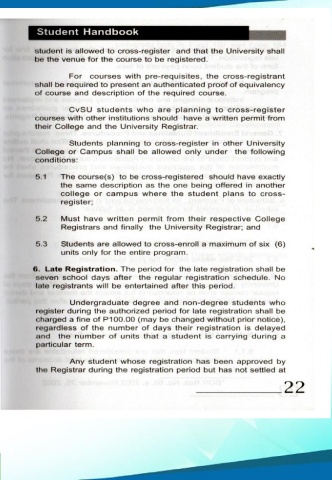 Student Handbook
student is allowed to cross-register and that the University shall
be the venue for the course to be registered.
For courses with pre-requisites, the cross-registrant
shall be required to present an authenticated proof of equivalency
of course and description of the required course.
CvSU students who are planning to cross-register
courses with other institutions should have a written permit from
their College and the University Registrar.
Students planning to cross-register in other University
College or Campus shall be allowed only under the following
conditions:
5.1 The course(s) to be cross-registered should have exactly
the same description as the one being offered in another
college or campus where the student plans to cross-
register;
5.2 Must have written permit from their respective College
Registrars and finally the University Registrar; and
5.3 Students are allowed to cross-enroll a maximum of six (6)
units only for the entire program.
6. Late Registration. The period for the late registration shall be
seven school days after the regular registration schedule. No
late registrants will be entertained after this period.
Undergraduate degree and non-degree students who
register during the authorized period for late registration shall be
charged a fine of P100.00 (may be changed without prior notice),
regardless of the number of days their registration is delayed
and the number of units that a student is carrying during a
particular term.
Any student whose registration has been approved by
the Registrar during the registration period but has not settled at
22